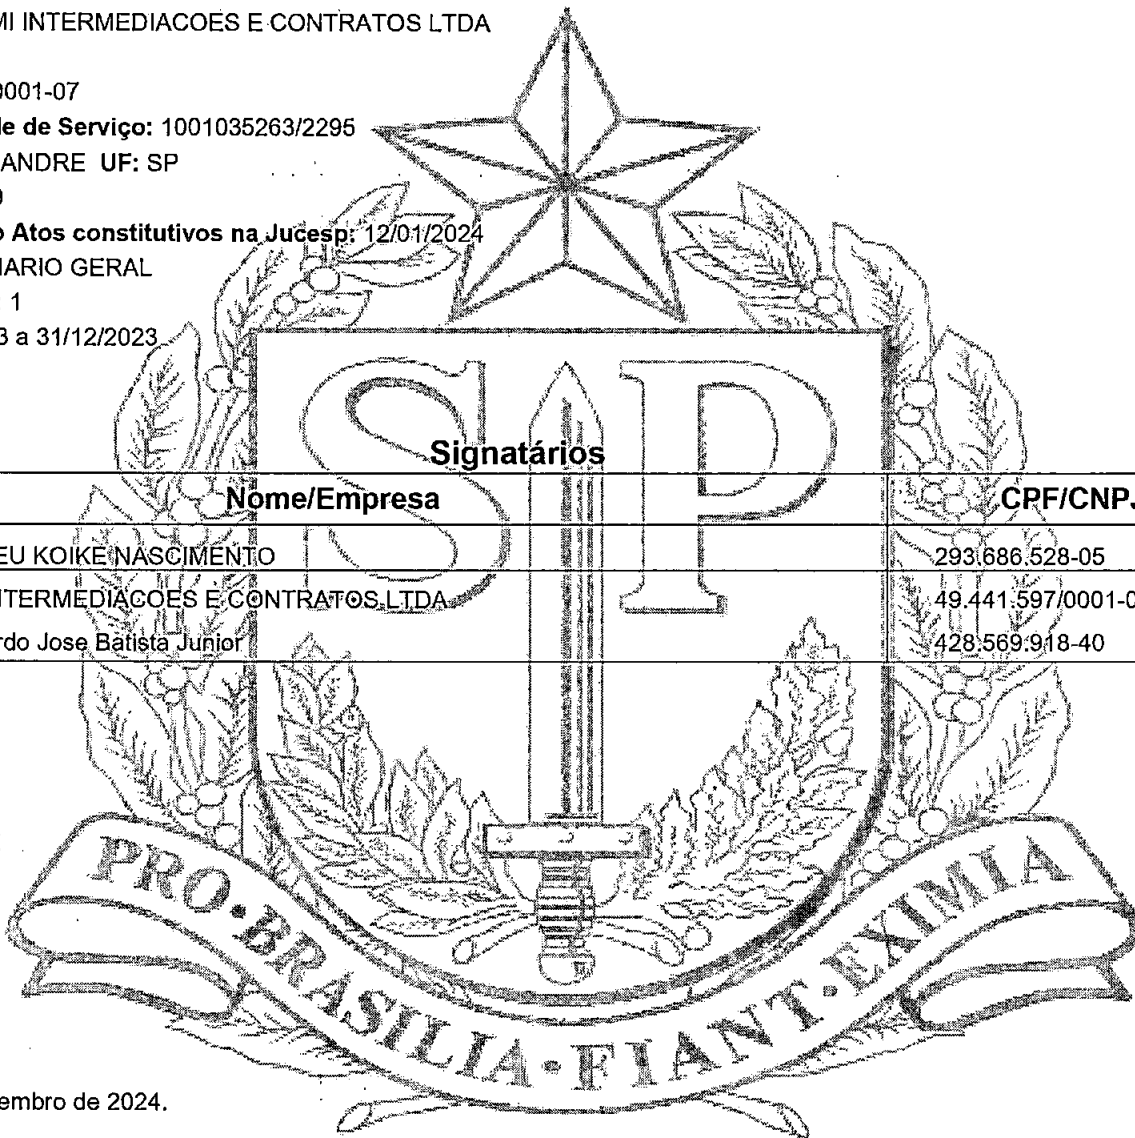 MI INTERMEDIACOES E CONTRATOS LTDA
0001-07
de de Serviço: 1001035263/2295
ANDRE UF: SP
o Atos constitutivos na Jucesp: 12/01/2024
IARIO GERAL
: 1
3 a 31/12/2023
SP
Signatários
Nome/Empresa CPF/CNPJ
EU KOIKE NASCIMENTO 293.686.528-05
NTERMEDIACOES E CONTRATOS LTDA 49.441.597/0001-0
rdo Jose Batista Junior 428.569.918-40
PRO·BRASILIA·FIANT·EXIMIA
embro de 2024.